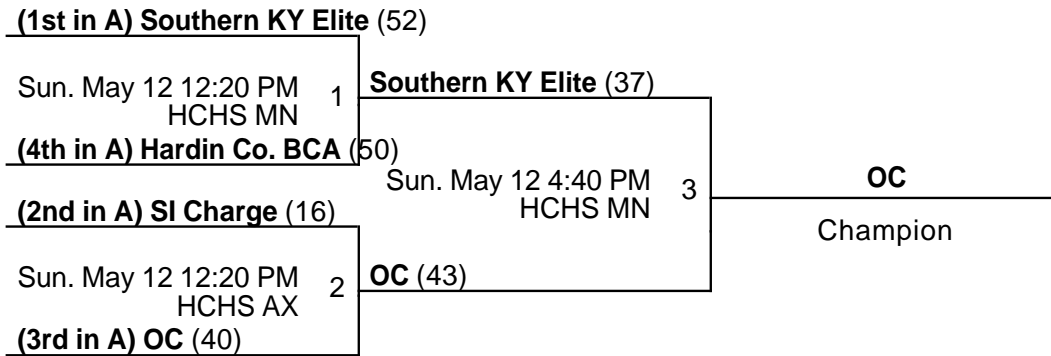 (1st in A) Southern KY Elite (52)
Sun. May 12 12:20 PM
HCHS MN
1
Southern KY Elite (37)
(4th in A) Hardin Co. BCA (50)
Sun. May 12 4:40 PM
HCHS MN
3
OC
Champion
(2nd in A) SI Charge (16)
Sun. May 12 12:20 PM
HCHS AX
2
OC (43)
(3rd in A) OC (40)